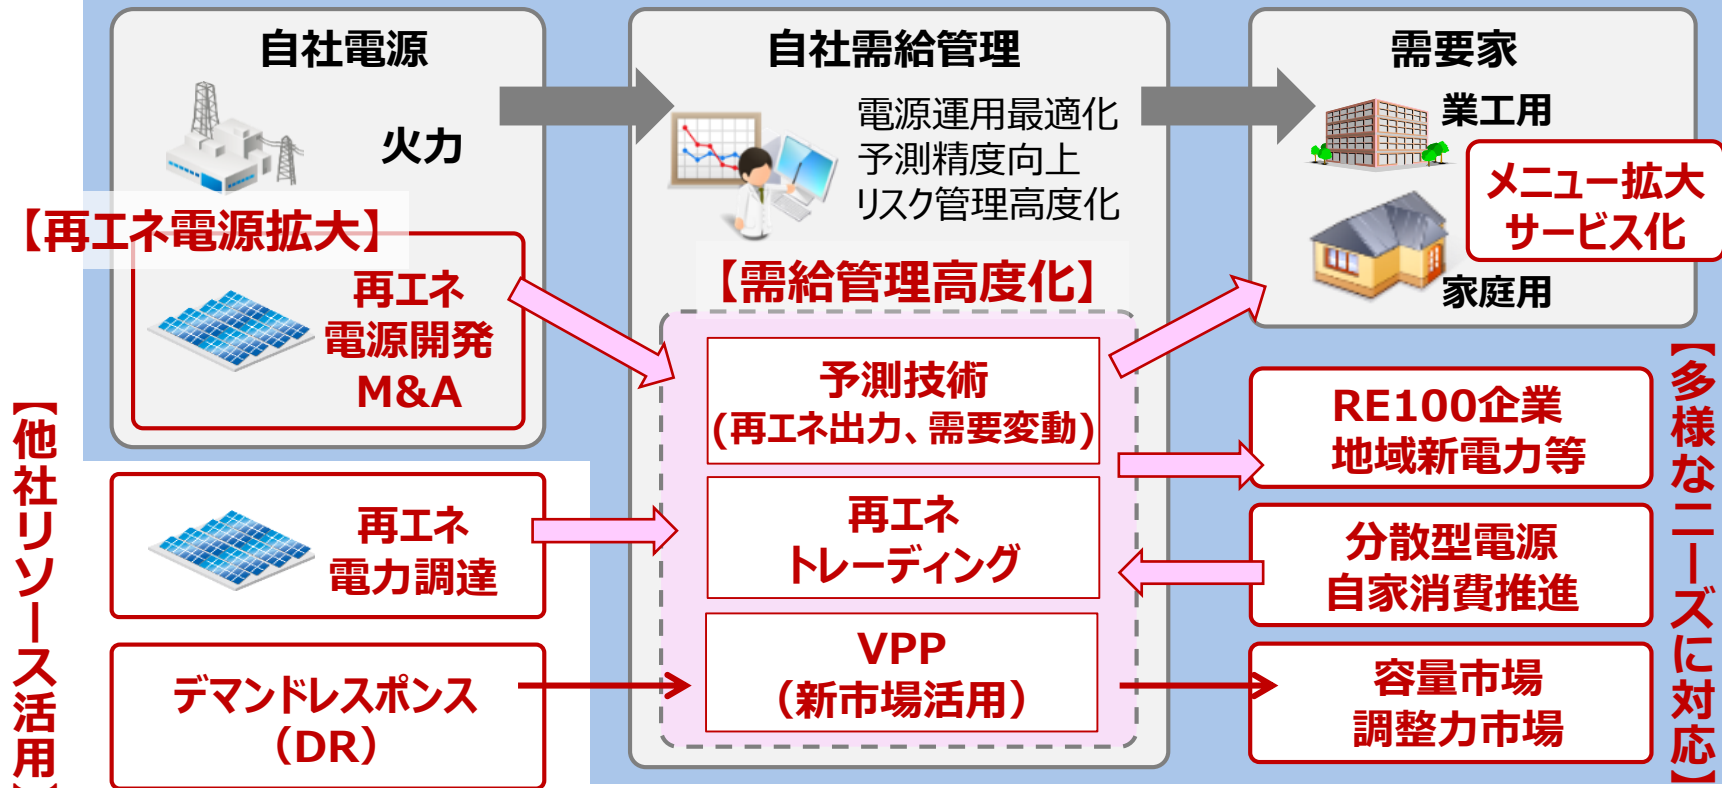 自社電源
火力
【再エネ電源拡大】
再エネ
電源開発
M&A
【他社リソース活用】
再エネ
電力調達
デマンドレスポンス
（DR）
自社需給管理
電源運用最適化
予測精度向上
リスク管理高度化
【需給管理高度化】
予測技術
(再エネ出力、需要変動)
再エネ
トレーディング
VPP
（新市場活用）
需要家
業工用
メニュー拡大
サービス化
家庭用
RE100企業
地域新電力等
分散型電源
自家消費推進
容量市場
調整力市場
【多様なニーズに対応】